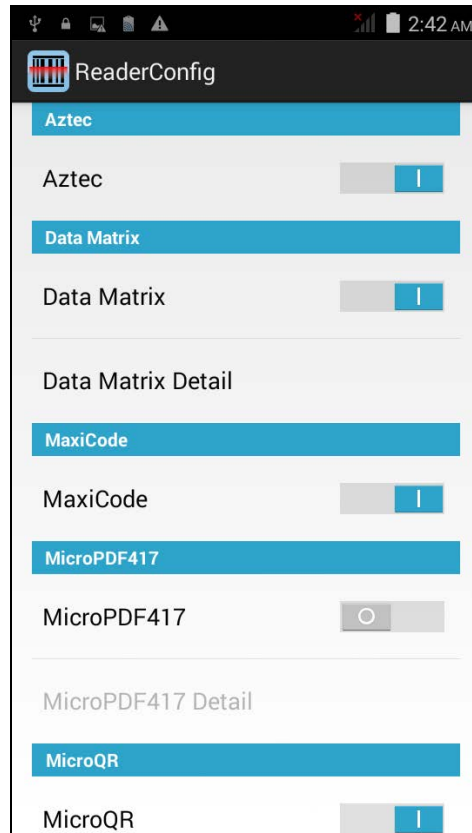 2:42 AM
ReaderConfig
Aztec
Aztec
Data Matrix
Data Matrix
Data Matrix Detail
MaxiCode
MaxiCode
MicroPDF417
MicroPDF417
MicroPDF417 Detail
MicroQR
MicroQR